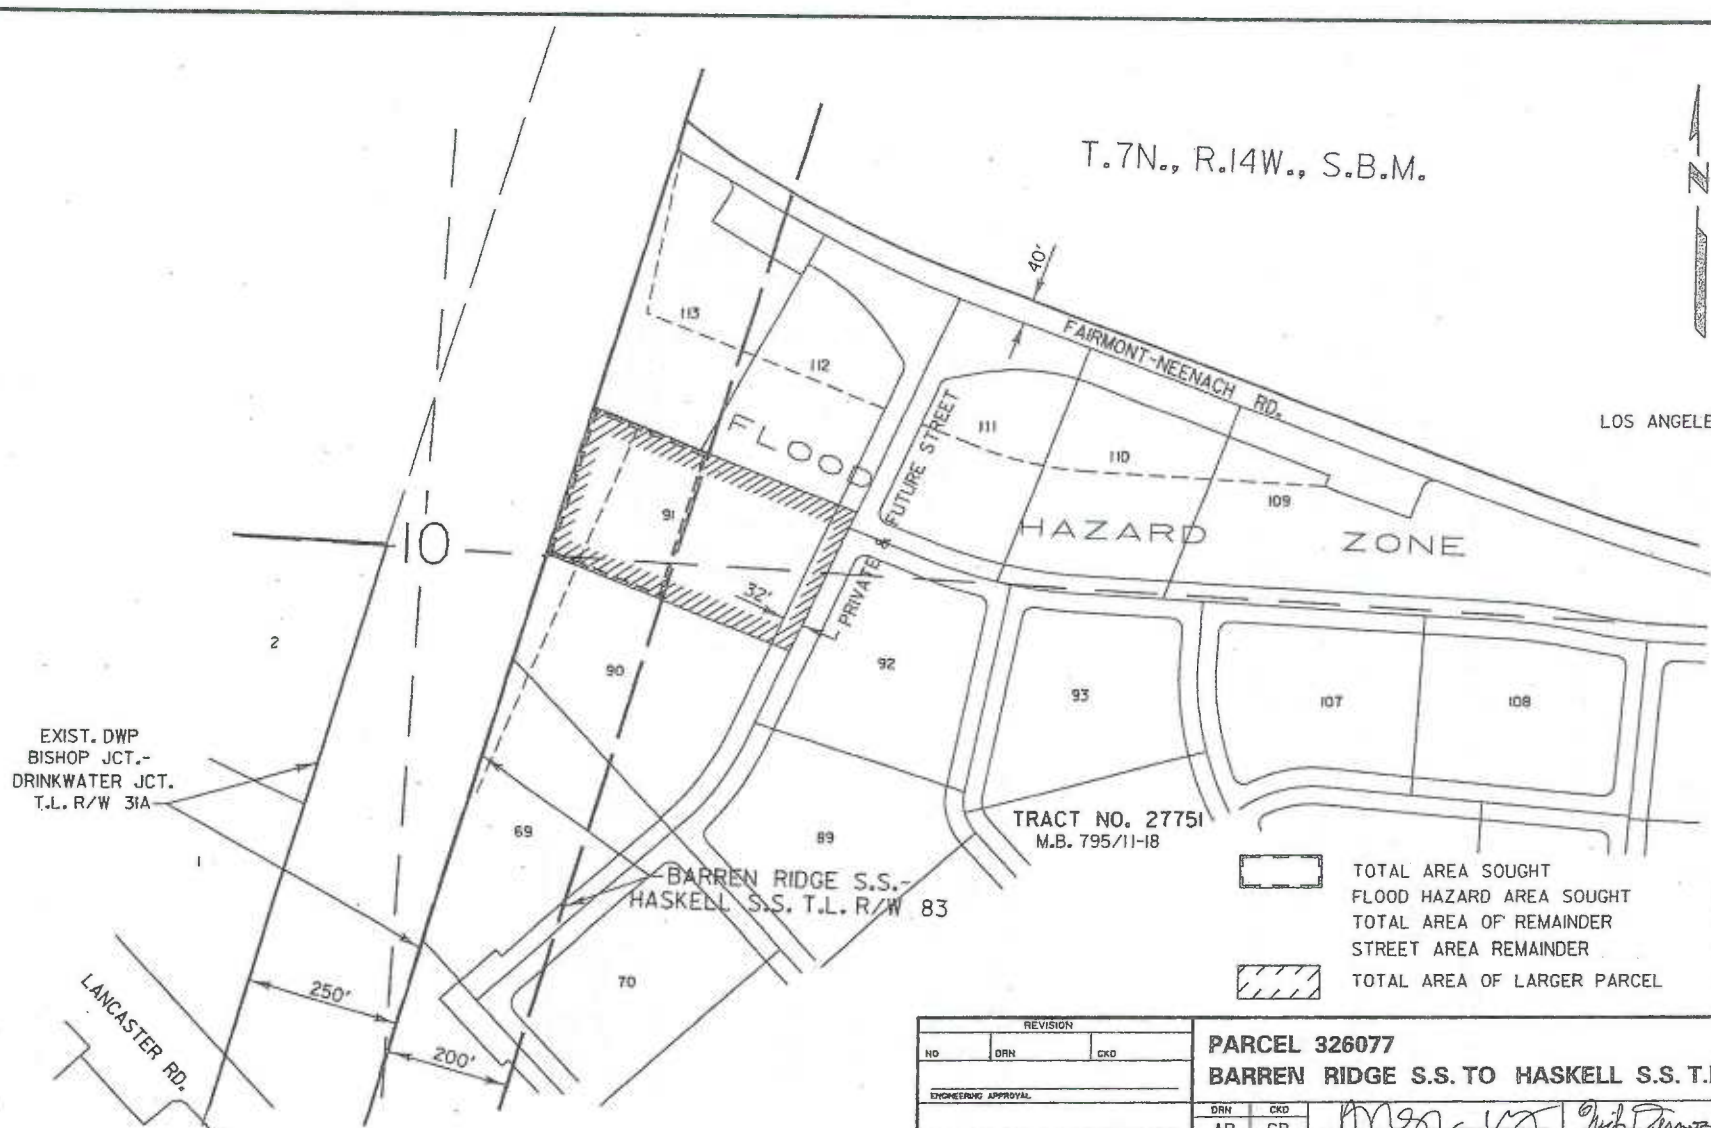 T.7N., R.14W., S.B.M.
N
40'
FAIRMONT-NEENACH RD.
LOS ANGELE
113
112
111
110
109
FLOOD
HAZARD ZONE
PRIVATE & FUTURE STREET
91
10
32'
2
90
92
93
107
108
EXIST. DWP
BISHOP JCT.-
DRINKWATER JCT.
T.L. R/W 31A
1
69
89
TRACT NO. 27751
M.B. 795/11-18
BARREN RIDGE S.S.-
HASKELL S.S. T.L. R/W 83
70
LANCASTER RD.
250'
200'
TOTAL AREA SOUGHT
FLOOD HAZARD AREA SOUGHT
TOTAL AREA OF REMAINDER
STREET AREA REMAINDER
TOTAL AREA OF LARGER PARCEL
REVISION
NO DRN CKD
ENGINEERING APPROVAL
PARCEL 326077
BARREN RIDGE S.S. TO HASKELL S.S. T.
DRN CKD